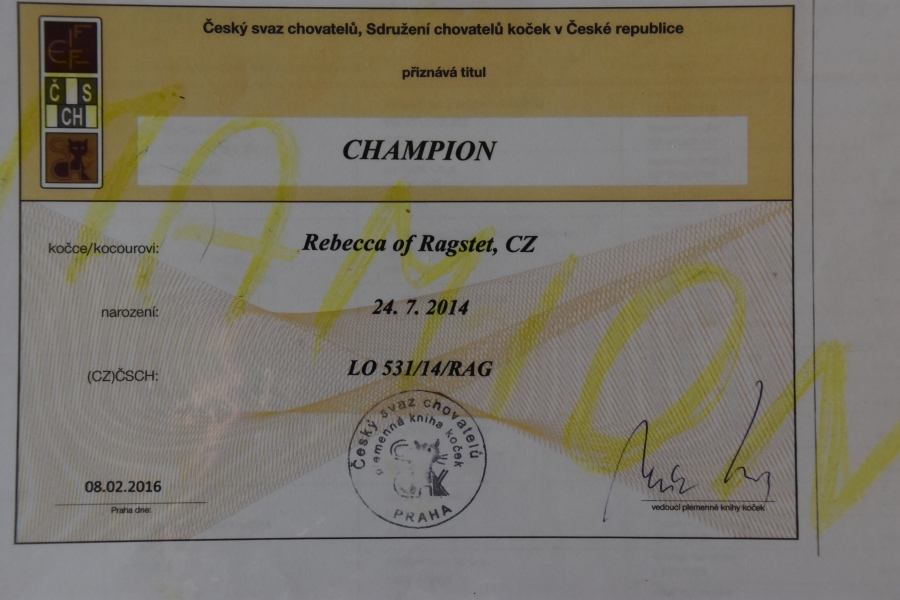 Český svaz chovatelů, Sdružení chovatelů koček v České republice
přiznává titul
ČS
CH
CHAMPION
kočce/kocourovi: Rebecca of Ragstet, CZ
narození: 24. 7. 2014
(CZ)ČSCH: LO 531/14/RAG
Český svaz chovatelů
plemenná kniha koček
PRAHA
08.02.2016
Praha dne:
vedoucí plemenné knihy koček